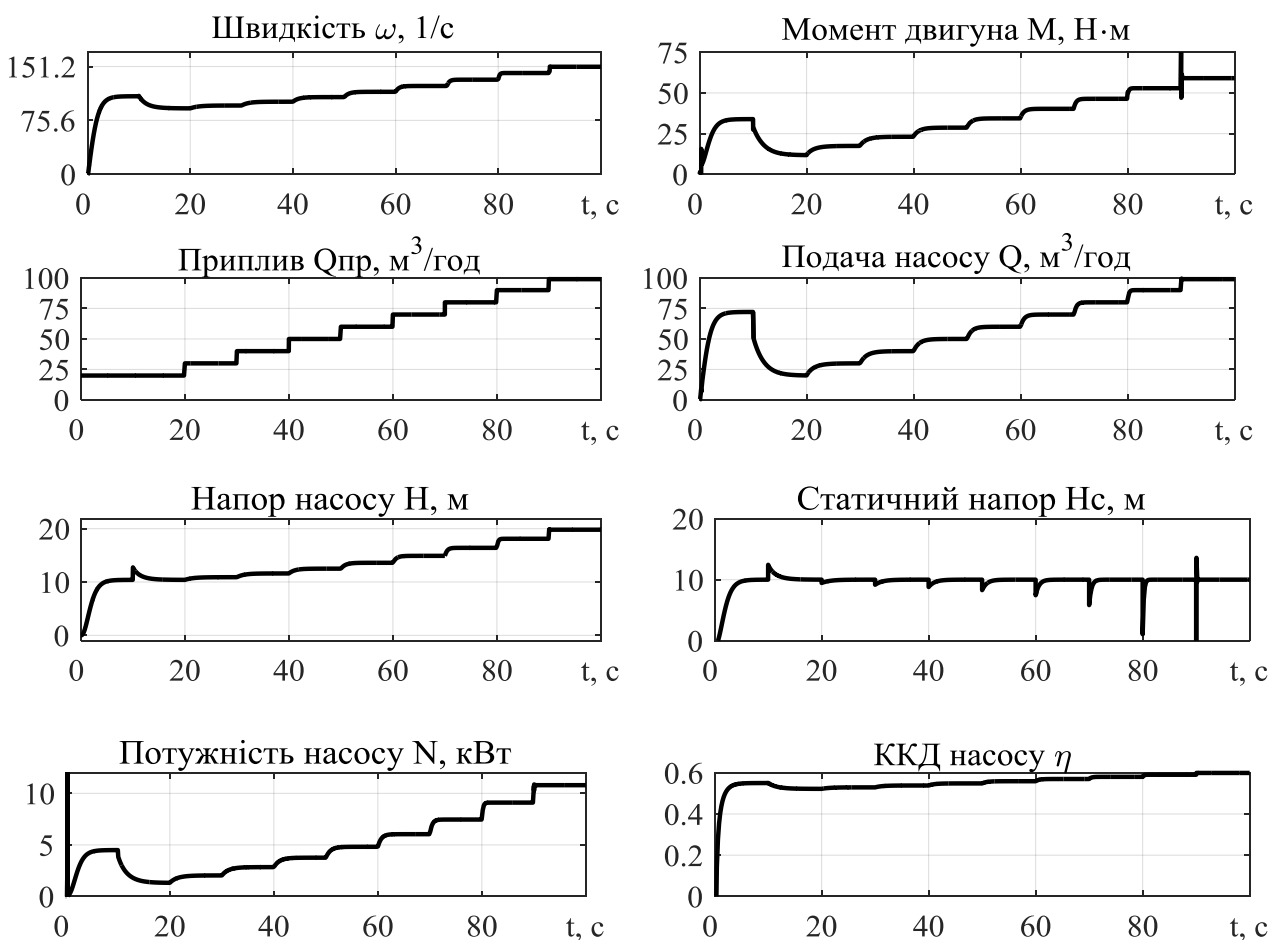 Швидкість ω, 1/с
151.2
75.6
0
0 20 40 60 80 t, с
Момент двигуна М, Н·м
75
50
25
0
0 20 40 60 80 t, с
Приплив Qпр, м³/год
100
75
50
25
0
0 20 40 60 80 t, с
Подача насосу Q, м³/год
100
75
50
25
0
0 20 40 60 80 t, с
Напор насосу Н, м
20
10
0
0 20 40 60 80 t, с
Статичний напор Нс, м
20
10
0
0 20 40 60 80 t, с
Потужність насосу N, кВт
10
5
0
0 20 40 60 80 t, с
ККД насосу η
0.6
0.4
0.2
0
0 20 40 60 80 t, с